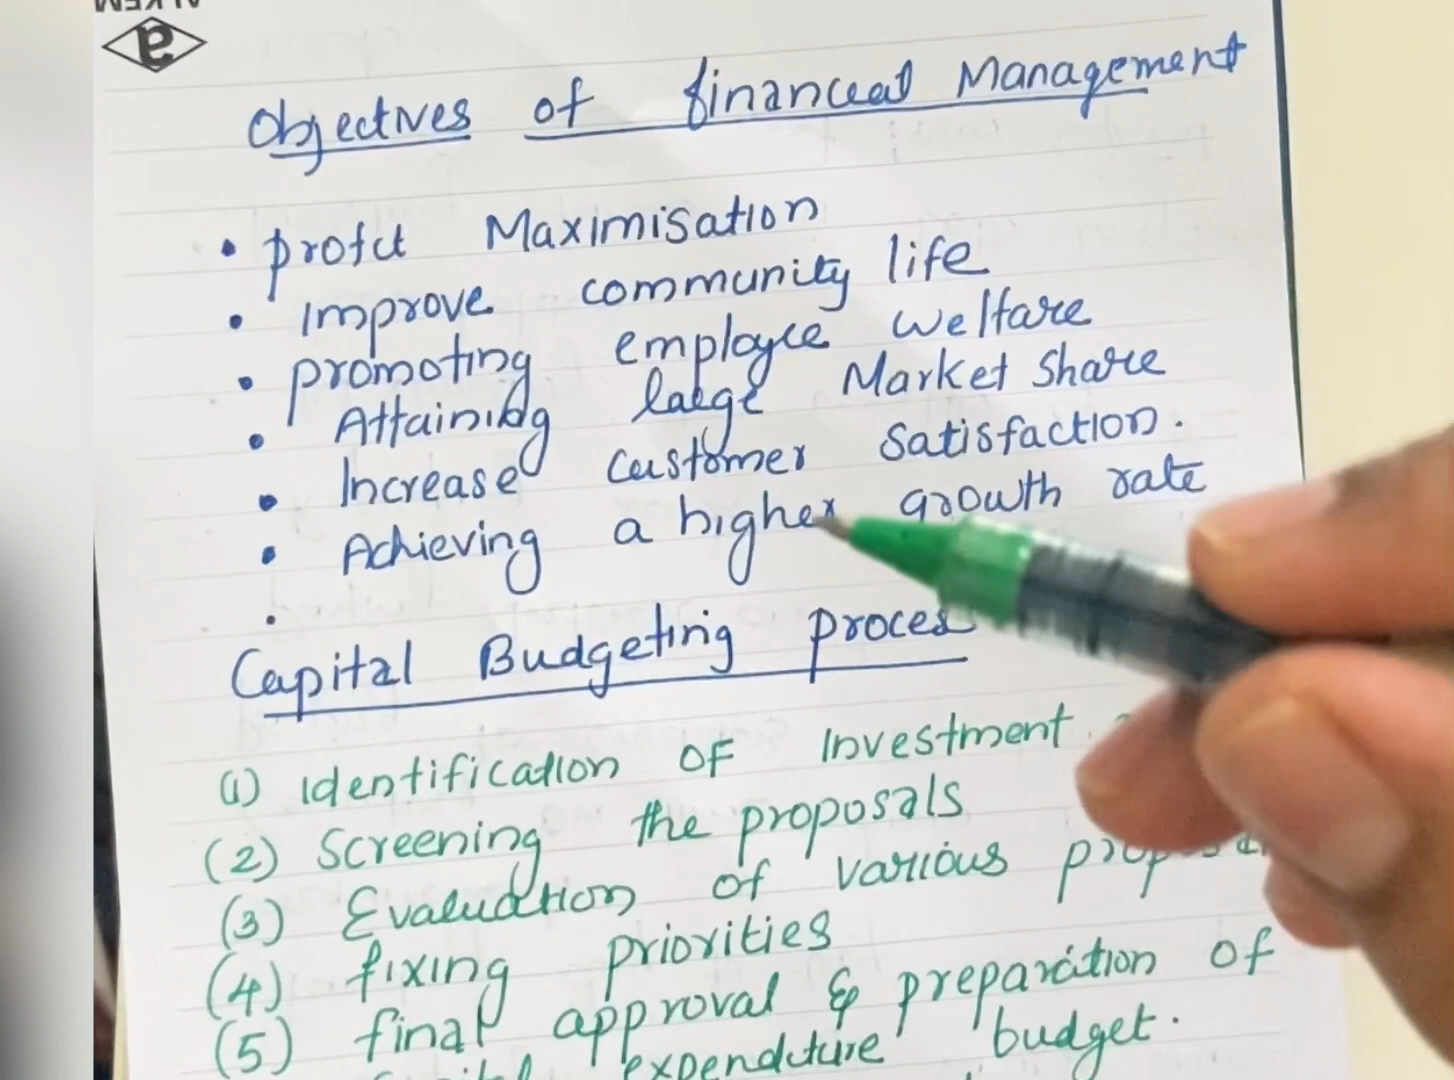 ALKEM
a
Objectives of financial Management
• profit Maximisation
• Improve community life
• promoting employee welfare
• Attaining large Market Share
• Increase customer satisfaction.
• Achieving a higher growth rate
•
Capital Budgeting proces
(1) Identification OF Investment
(2) Screening the proposals
(3) Evaluation of various
(4) fixing priorities
(5) final approval & preparation of
expenditure budget.